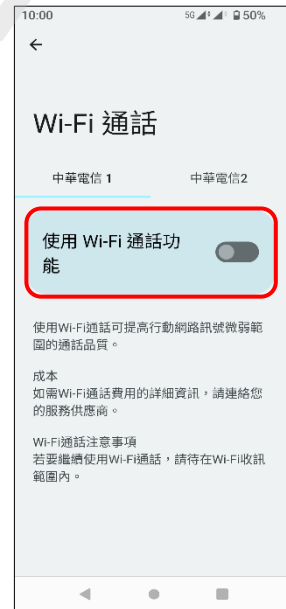 10:00 5G 50%
Wi-Fi 通話
中華電信 1 中華電信2
使用 Wi-Fi 通話功
能
使用Wi-Fi通話可提高行動網路訊號微弱範
圍的通話品質。
成本
如需Wi-Fi通話費用的詳細資訊，請連絡您
的服務供應商。
Wi-Fi通話注意事項
若要繼續使用Wi-Fi通話，請待在Wi-Fi收訊
範圍內。